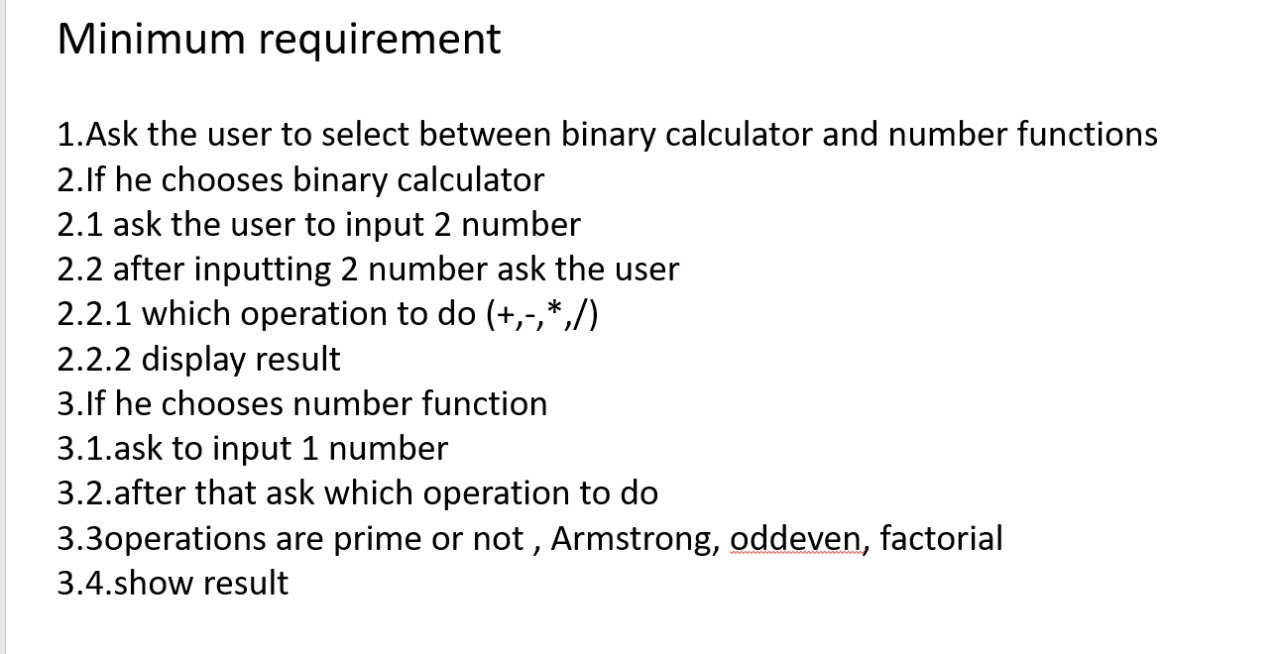 Minimum requirement
1.Ask the user to select between binary calculator and number functions
2.If he chooses binary calculator
2.1 ask the user to input 2 number
2.2 after inputting 2 number ask the user
2.2.1 which operation to do (+,-,*,/)
2.2.2 display result
3.If he chooses number function
3.1.ask to input 1 number
3.2.after that ask which operation to do
3.3operations are prime or not , Armstrong, oddeven, factorial
3.4.show result